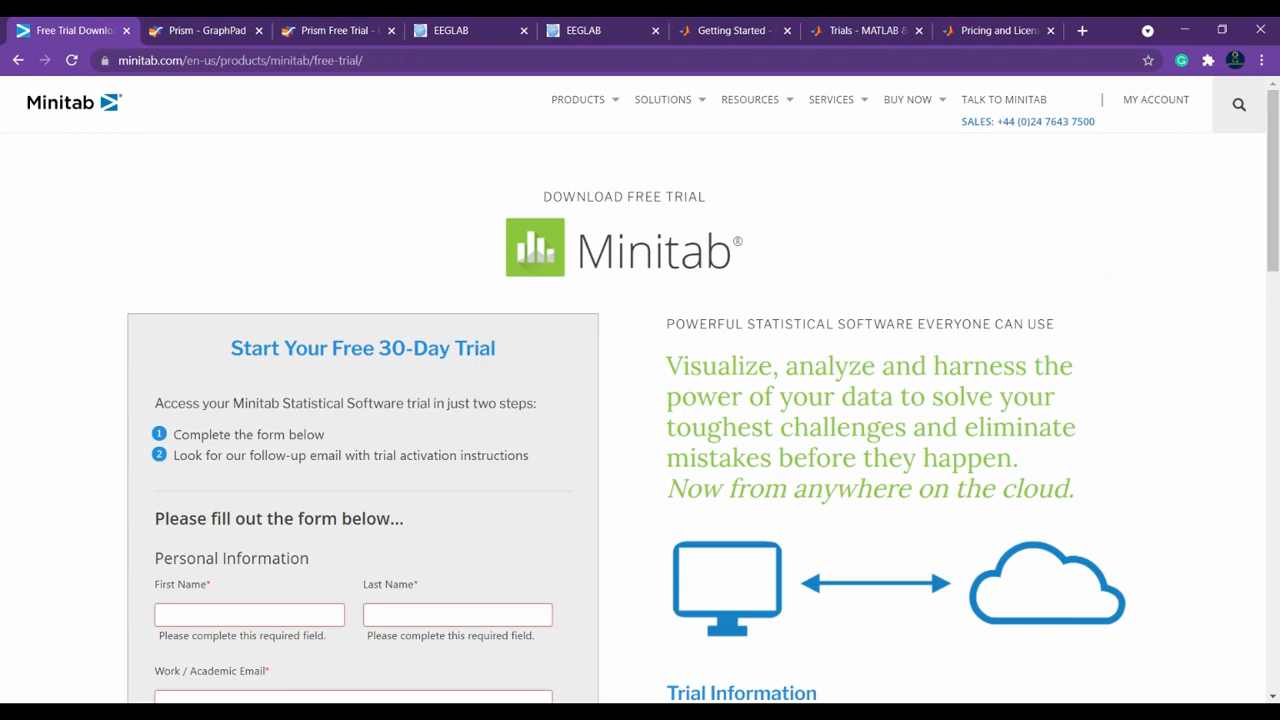 Free Trial Downlo
Prism - GraphPad
Prism Free Trial -
EEGLAB
EEGLAB
Getting Started -
Trials - MATLAB &
Pricing and Licens
minitab.com/en-us/products/minitab/free-trial/
Minitab
PRODUCTS
SOLUTIONS
RESOURCES
SERVICES
BUY NOW
TALK TO MINITAB
MY ACCOUNT
SALES: +44 (0)24 7643 7500
DOWNLOAD FREE TRIAL
Minitab®
Start Your Free 30-Day Trial
Access your Minitab Statistical Software trial in just two steps:
1 Complete the form below
2 Look for our follow-up email with trial activation instructions
Please fill out the form below...
Personal Information
First Name*
Last Name*
Please complete this required field.
Please complete this required field.
Work / Academic Email*
POWERFUL STATISTICAL SOFTWARE EVERYONE CAN USE
Visualize, analyze and harness the
power of your data to solve your
toughest challenges and eliminate
mistakes before they happen.
Now from anywhere on the cloud.
Trial Information